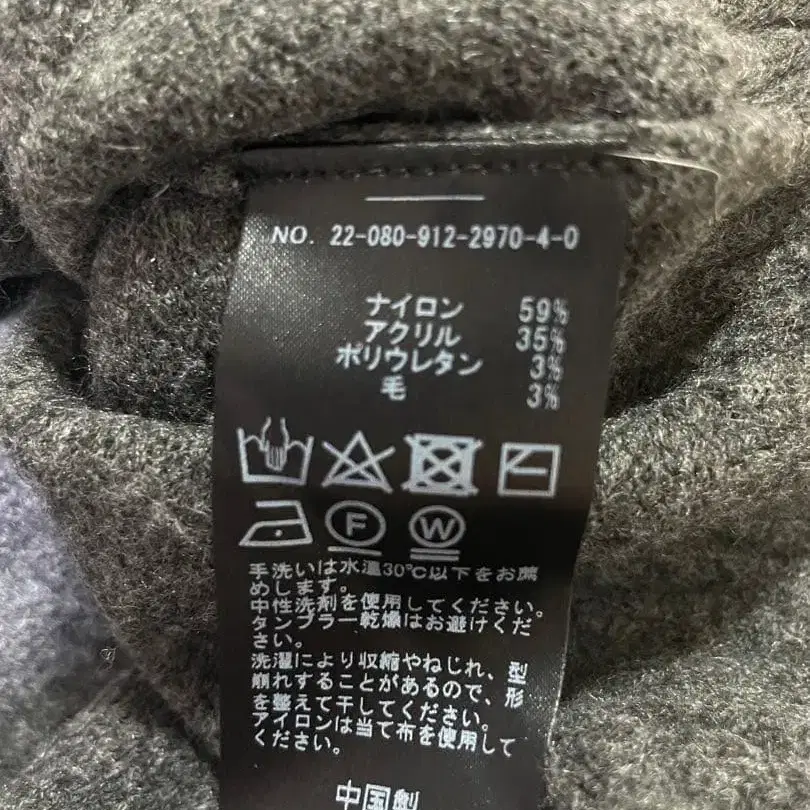 NO. 22-080-912-2970-4-0
ナイロン 59%
アクリル 35%
ポリウレタン 3%
毛 3%
F W
手洗いは水温30℃以下をお薦
めします。
中性洗剤を使用してください。
タンブラー乾燥はお避けくだ
さい。
洗濯により収縮やねじれ、型
崩れすることがあるので、形
を整えて干してください。
アイロンは当て布を使用して
ください。
中国製